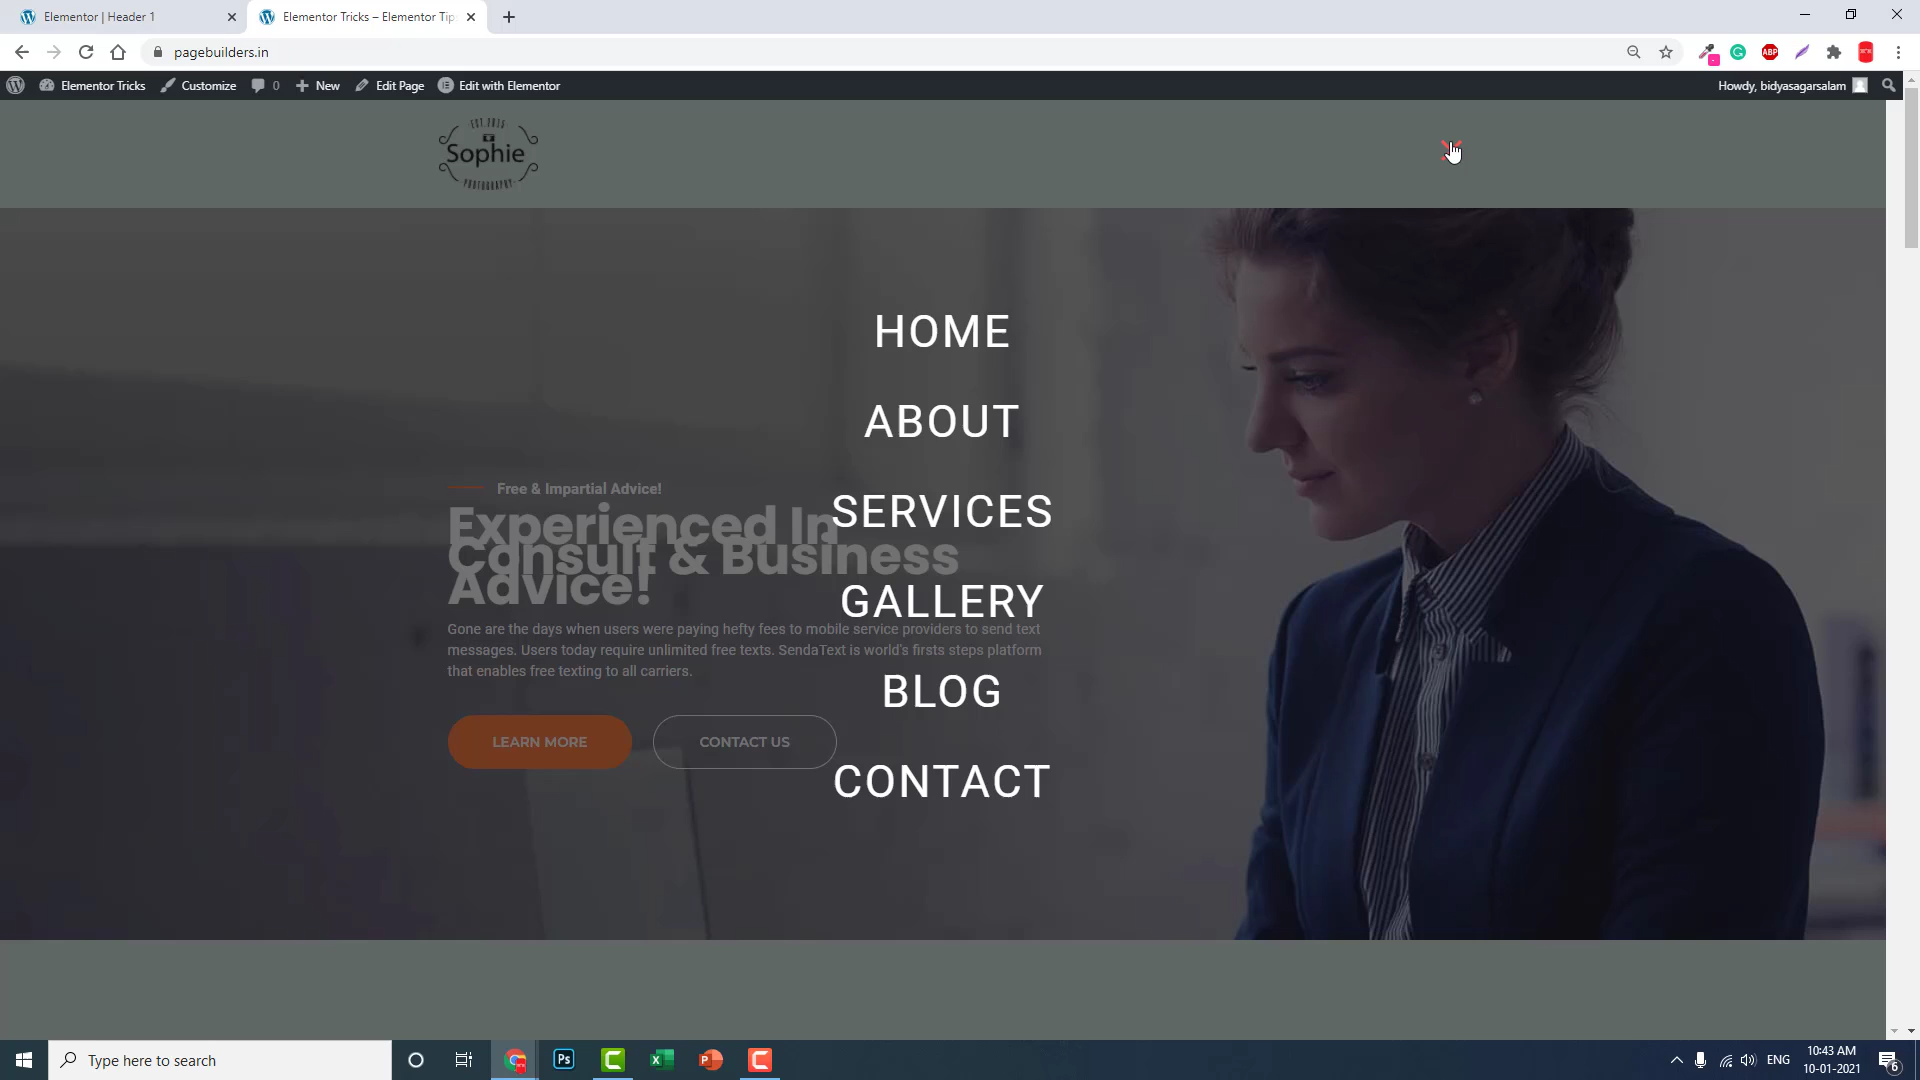 Elementor | Header 1
Elementor Tricks – Elementor Tip
pagebuilders.in
Elementor Tricks
Customize
0
New
Edit Page
Edit with Elementor
Howdy, bidyasagarsalam
Sophie
PHOTOGRAPHY
HOME
ABOUT
SERVICES
GALLERY
BLOG
CONTACT
Free & Impartial Advice!
Experienced In
Consult & Business
Advice!
Gone are the days when users were paying hefty fees to mobile service providers to send text
messages. Users today require unlimited free texts. SendaText is world's firsts steps platform
that enables free texting to all carriers.
LEARN MORE
CONTACT US
Type here to search
ENG
10:43 AM
10-01-2021
6